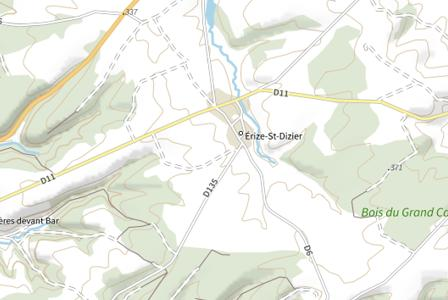 337
D11
Érize-St-Dizier
371
D11
D135
Bois du Grand Co
ères devant Bar
D6